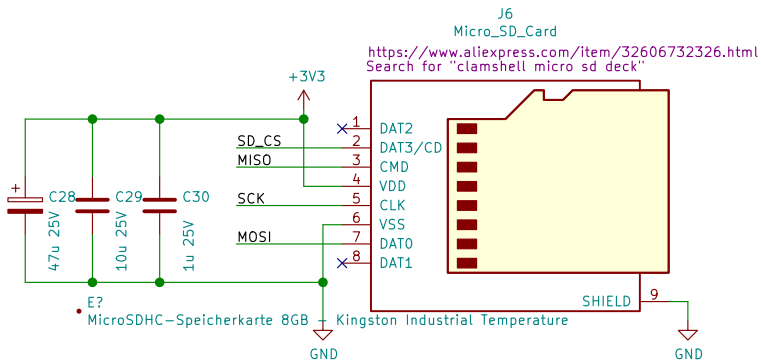 J6
Micro_SD_Card
https://www.aliexpress.com/item/32606732326.html
Search for "clamshell micro sd deck"
+3V3
1 DAT2
SD_CS 2 DAT3/CD
MISO 3 CMD
4 VDD
SCK 5 CLK
6 VSS
MOSI 7 DAT0
8 DAT1
SHIELD 9
+ C28 C29 C30
47u 25V 10u 25V 1u 25V
E?
MicroSDHC-Speicherkarte 8GB - Kingston Industrial Temperature
GND GND